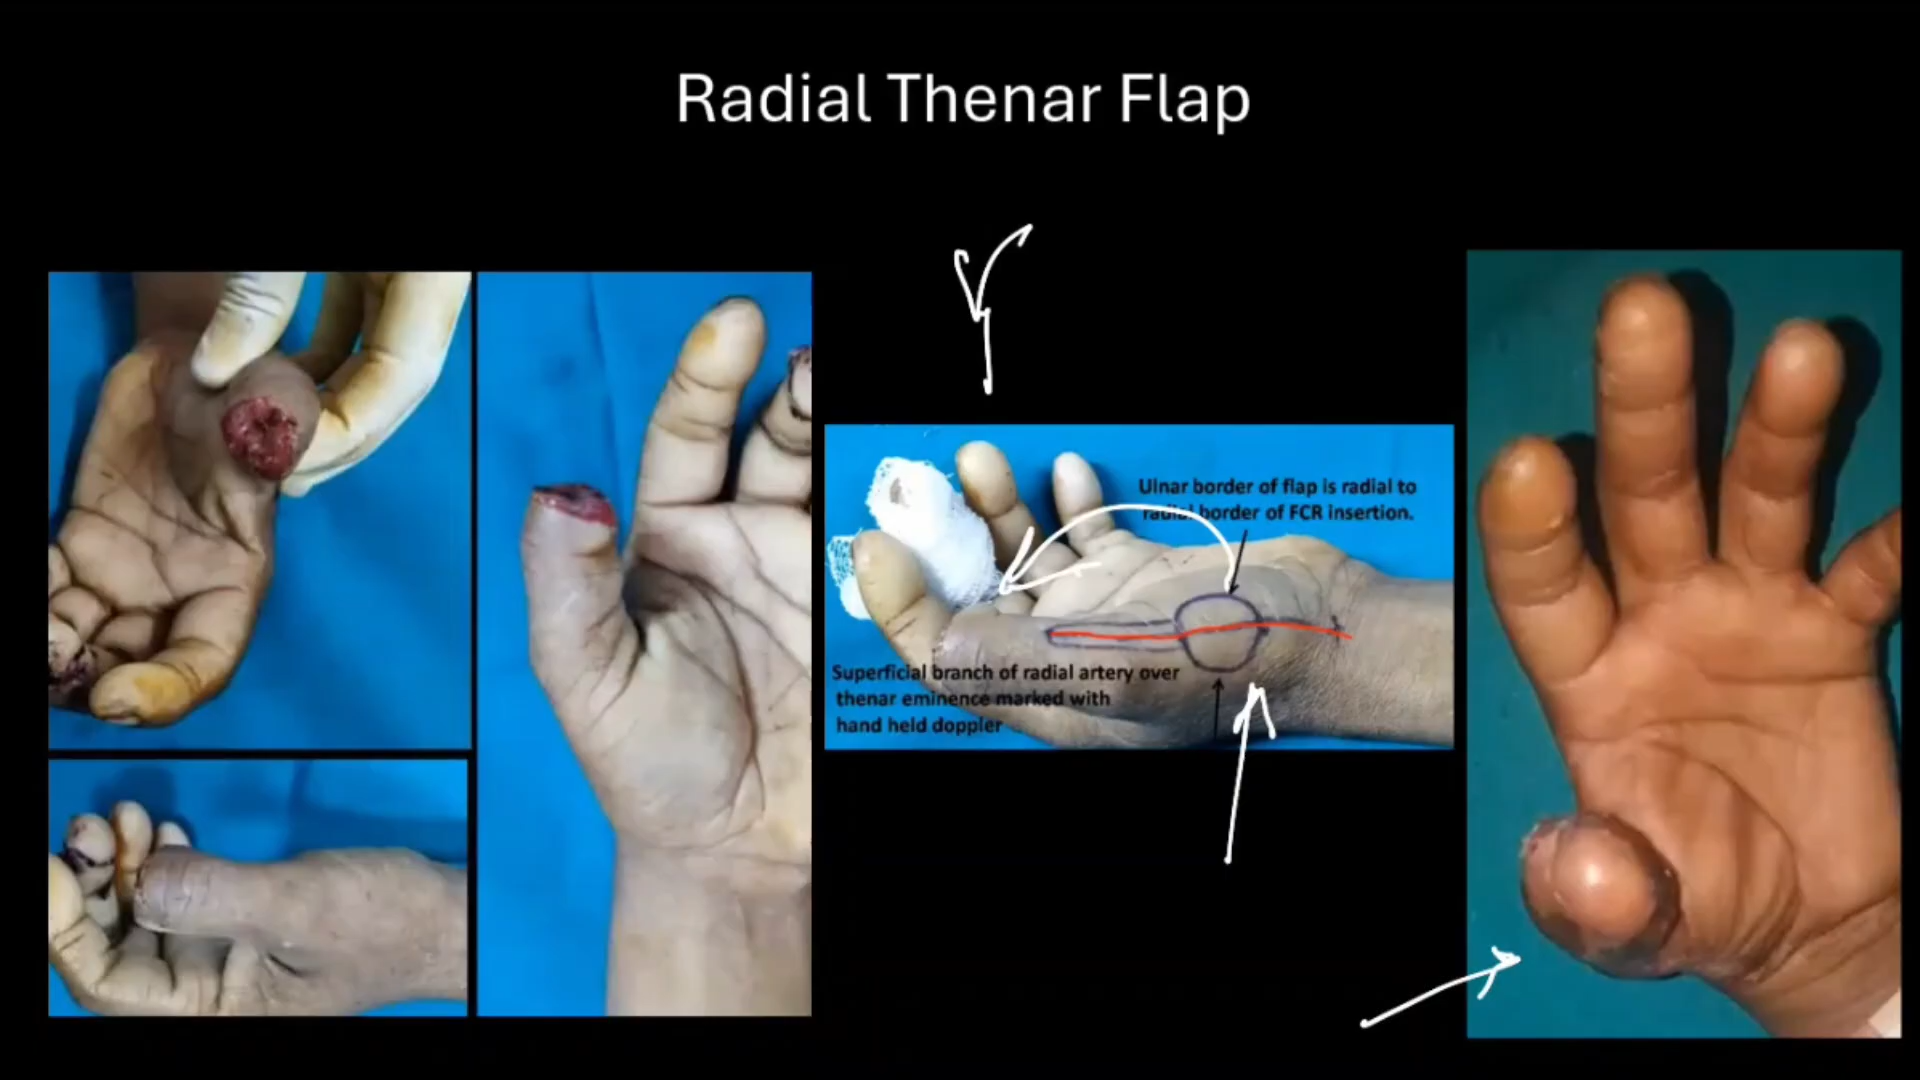 Radial Thenar Flap
Ulnar border of flap is radial to
radial border of FCR insertion.
Superficial branch of radial artery over
thenar eminence marked with
hand held doppler